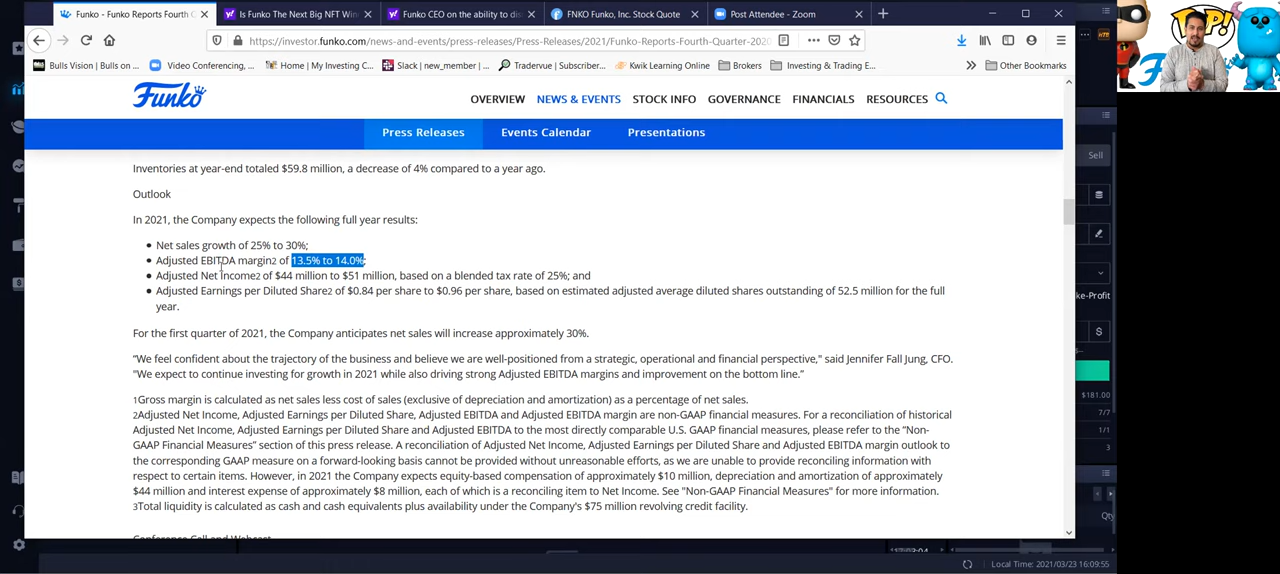 Funko - Funko Reports Fourth Q
Is Funko The Next Big NFT Win
Funko CEO on the ability to dis
FNKO Funko, Inc. Stock Quote
Post Attendee - Zoom
https://investor.funko.com/news-and-events/press-releases/Press-Releases/2021/Funko-Reports-Fourth-Quarter-2020
Bulls Vision | Bulls on ...
Video Conferencing, ...
Home | My Investing C...
Slack | new_member | ...
Tradervue | Subscriber...
Kwik Learning Online
Brokers
Investing & Trading E...
Other Bookmarks
TOP!
Funko
OVERVIEW
NEWS & EVENTS
STOCK INFO
GOVERNANCE
FINANCIALS
RESOURCES
Press Releases
Events Calendar
Presentations
Sell
Inventories at year-end totaled $59.8 million, a decrease of 4% compared to a year ago.
Outlook
In 2021, the Company expects the following full year results:
• Net sales growth of 25% to 30%;
• Adjusted EBITDA margin2 of 13.5% to 14.0%;
• Adjusted Net Income2 of $44 million to $51 million, based on a blended tax rate of 25%; and
• Adjusted Earnings per Diluted Share2 of $0.84 per share to $0.96 per share, based on estimated adjusted average diluted shares outstanding of 52.5 million for the full
year.
ke-Profit
$
For the first quarter of 2021, the Company anticipates net sales will increase approximately 30%.
“We feel confident about the trajectory of the business and believe we are well-positioned from a strategic, operational and financial perspective," said Jennifer Fall Jung, CFO.
"We expect to continue investing for growth in 2021 while also driving strong Adjusted EBITDA margins and improvement on the bottom line.”
1Gross margin is calculated as net sales less cost of sales (exclusive of depreciation and amortization) as a percentage of net sales.
2Adjusted Net Income, Adjusted Earnings per Diluted Share, Adjusted EBITDA and Adjusted EBITDA margin are non-GAAP financial measures. For a reconciliation of historical
Adjusted Net Income, Adjusted Earnings per Diluted Share, Adjusted EBITDA and Adjusted EBITDA margin to the most directly comparable U.S. GAAP financial measures, please refer to the “Non-
GAAP Financial Measures” section of this press release. A reconciliation of Adjusted Net Income, Adjusted Earnings per Diluted Share and Adjusted EBITDA margin outlook to
the corresponding GAAP measure on a forward-looking basis cannot be provided without unreasonable efforts, as we are unable to provide reconciling information with
respect to certain items. However, in 2021 the Company expects equity-based compensation of approximately $10 million, depreciation and amortization of approximately
$44 million and interest expense of approximately $8 million, each of which is a reconciling item to Net Income. See "Non-GAAP Financial Measures" for more information.
3Total liquidity is calculated as cash and cash equivalents plus availability under the Company's $75 million revolving credit facility.
$181.00
7/7
1/1
3
Qty
Conference Call and Webcast
Local Time: 2021/03/23 16:09:55